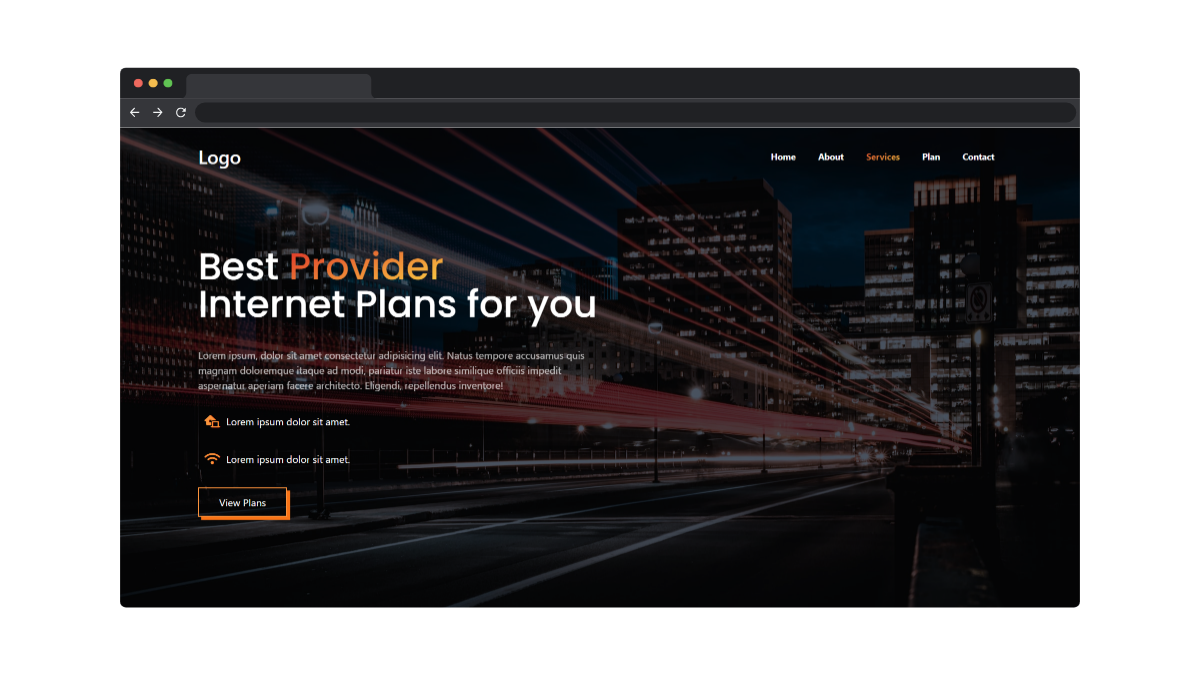 Logo
Home About Services Plan Contact
Best Provider
Internet Plans for you
Lorem ipsum, dolor sit amet consectetur adipisicing elit. Natus tempore accusamus quis
magnam doloremque itaque ad modi, pariatur iste labore similique officiis impedit
aspernatur aperiam facere architecto. Eligendi, repellendus inventore!
Lorem ipsum dolor sit amet.
Lorem ipsum dolor sit amet.
View Plans